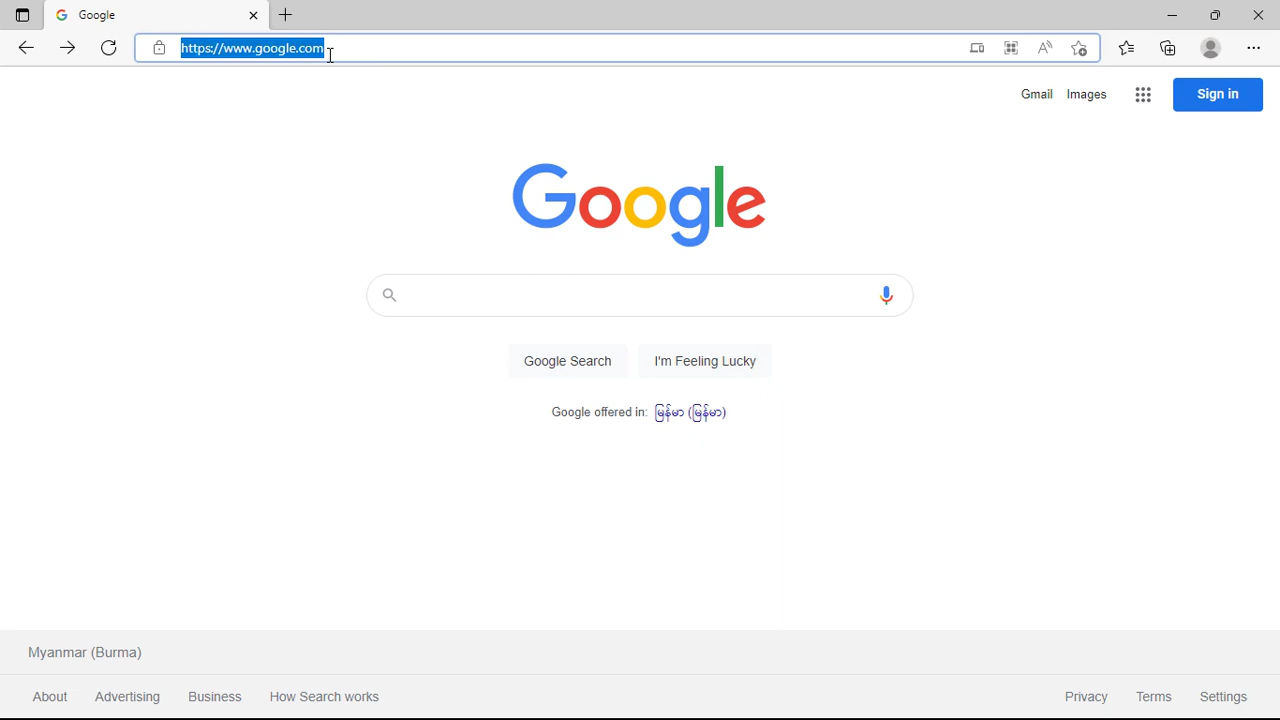 Google
https://www.google.com
Gmail Images Sign in
Google
Google Search I'm Feeling Lucky
Google offered in: မြန်မာ (မြန်မာ)
Myanmar (Burma)
About Advertising Business How Search works Privacy Terms Settings